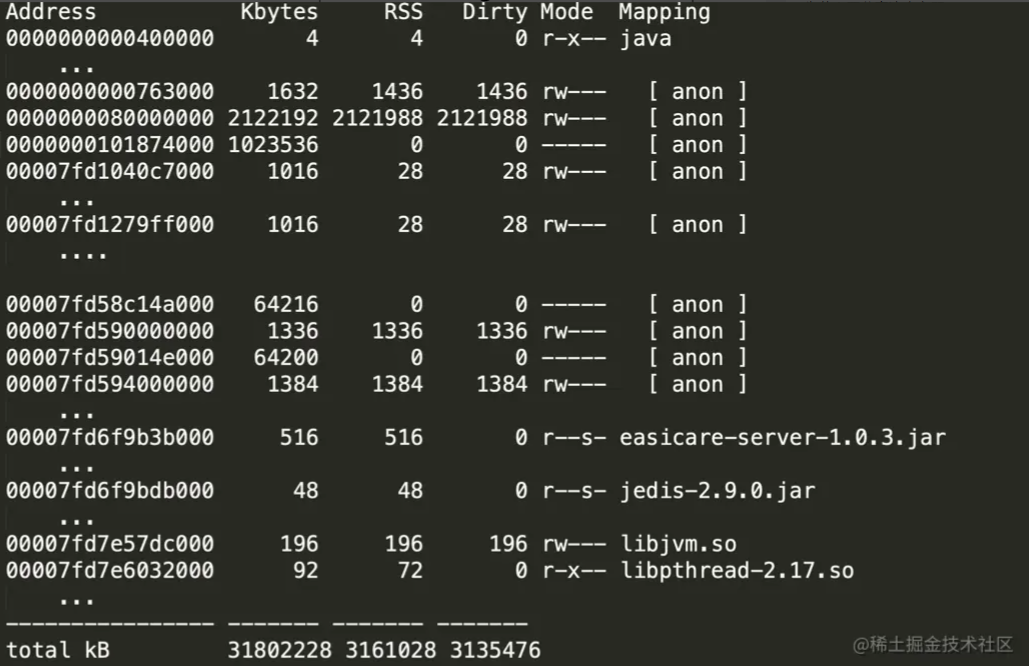 Address           Kbytes     RSS   Dirty Mode  Mapping
0000000000400000       4       4       0 r-x-- java
    ...
0000000000763000    1632    1436    1436 rw---   [ anon ]
0000000080000000 2122192 2121988 2121988 rw---   [ anon ]
0000000101874000 1023536       0       0 -----   [ anon ]
00007fd1040c7000    1016      28      28 rw---   [ anon ]
    ...
00007fd1279ff000    1016      28      28 rw---   [ anon ]
    ....
00007fd58c14a000   64216       0       0 -----   [ anon ]
00007fd590000000    1336    1336    1336 rw---   [ anon ]
00007fd59014e000   64200       0       0 -----   [ anon ]
00007fd594000000    1384    1384    1384 rw---   [ anon ]
    ...
00007fd6f9b3b000     516     516       0 r--s- easicare-server-1.0.3.jar
    ...
00007fd6f9bdb000      48      48       0 r--s- jedis-2.9.0.jar
    ...
00007fd7e57dc000     196     196     196 rw--- libjvm.so
00007fd7e6032000      92      72       0 r-x-- libpthread-2.17.so
    ...
---------------- ------- ------- -------
total kB         31802228 3161028 3135476
@稀土掘金技术社区